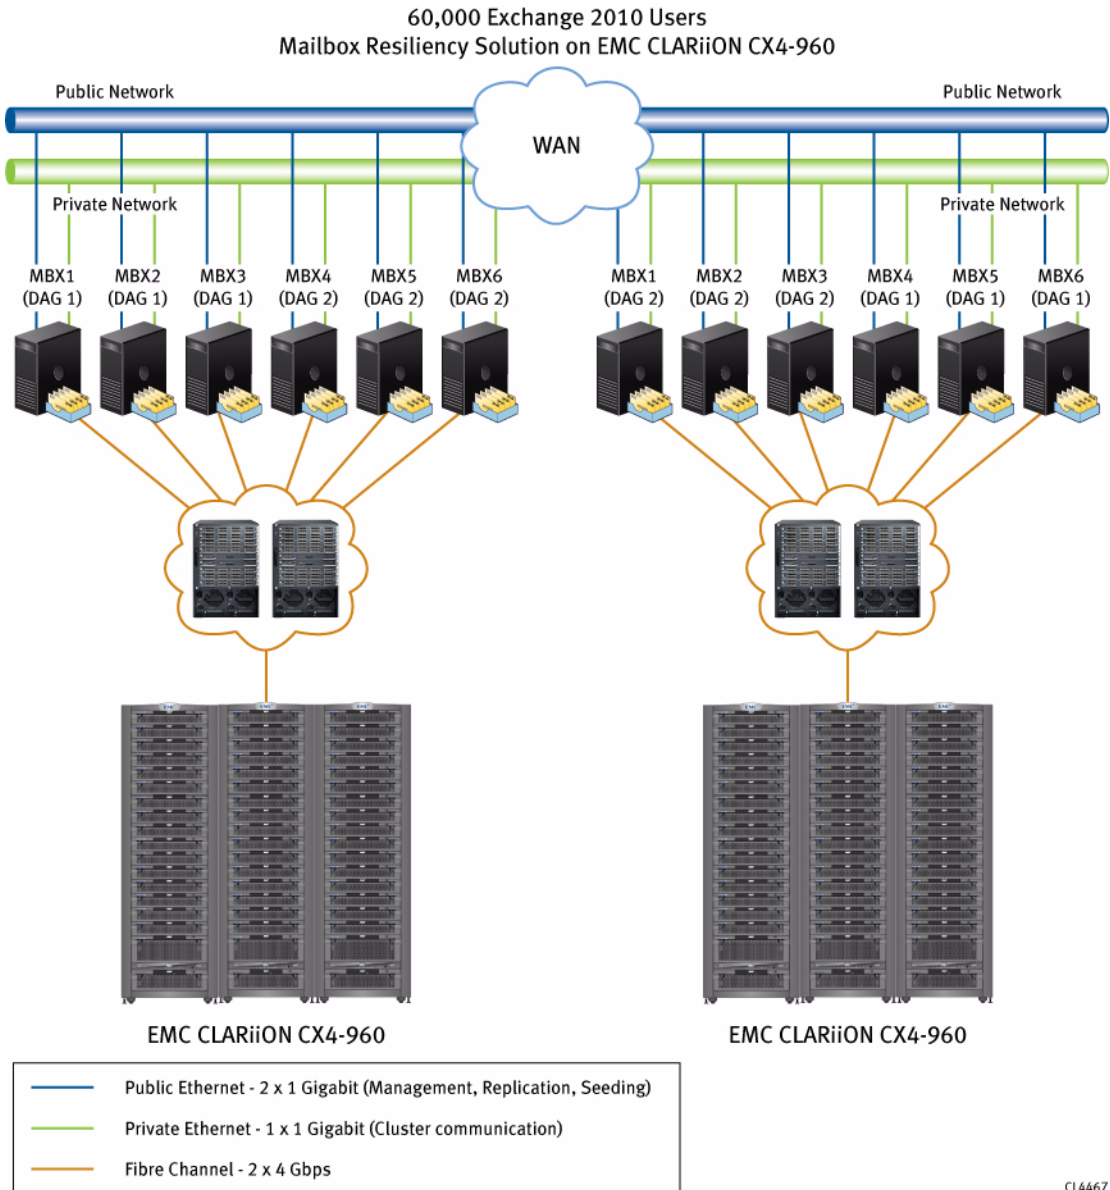 60,000 Exchange 2010 Users
Mailbox Resiliency Solution on EMC CLARiiON CX4-960
Public Network
Public Network
WAN
Private Network
Private Network
MBX1
(DAG 1)
MBX2
(DAG 1)
MBX3
(DAG 1)
MBX4
(DAG 2)
MBX5
(DAG 2)
MBX6
(DAG 2)
MBX1
(DAG 2)
MBX2
(DAG 2)
MBX3
(DAG 2)
MBX4
(DAG 1)
MBX5
(DAG 1)
MBX6
(DAG 1)
EMC CLARiiON CX4-960
EMC CLARiiON CX4-960
Public Ethernet - 2 x 1 Gigabit (Management, Replication, Seeding)
Private Ethernet - 1 x 1 Gigabit (Cluster communication)
Fibre Channel - 2 x 4 Gbps
CL4467